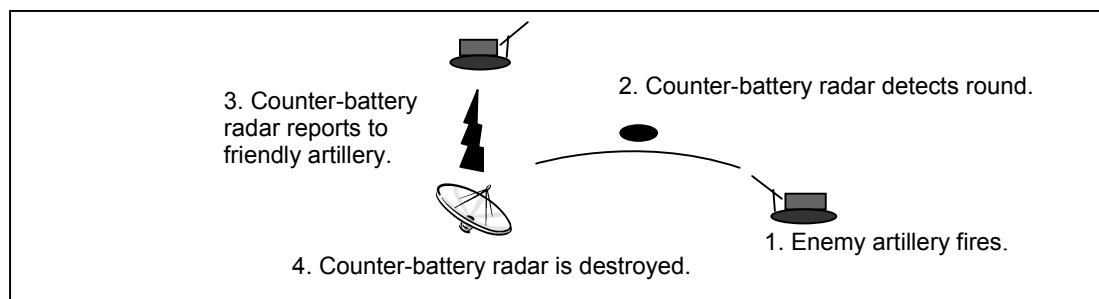 2. Counter-battery radar detects round.
3. Counter-battery
radar reports to
friendly artillery.
1. Enemy artillery fires.
4. Counter-battery radar is destroyed.